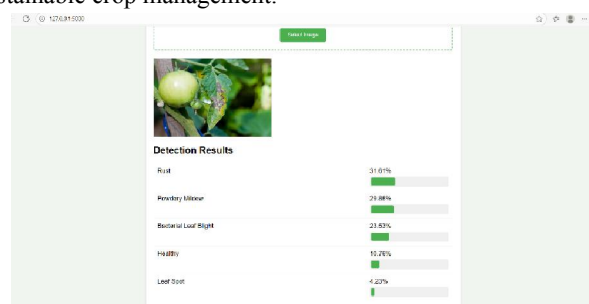 stainable crop management.
127.0.0.1:5000
Select Image
Detection Results
Rust 31.61%
Powdery Mildew 29.88%
Bacterial Leaf Blight 23.53%
Healthy 10.76%
Leaf Spot 4.23%